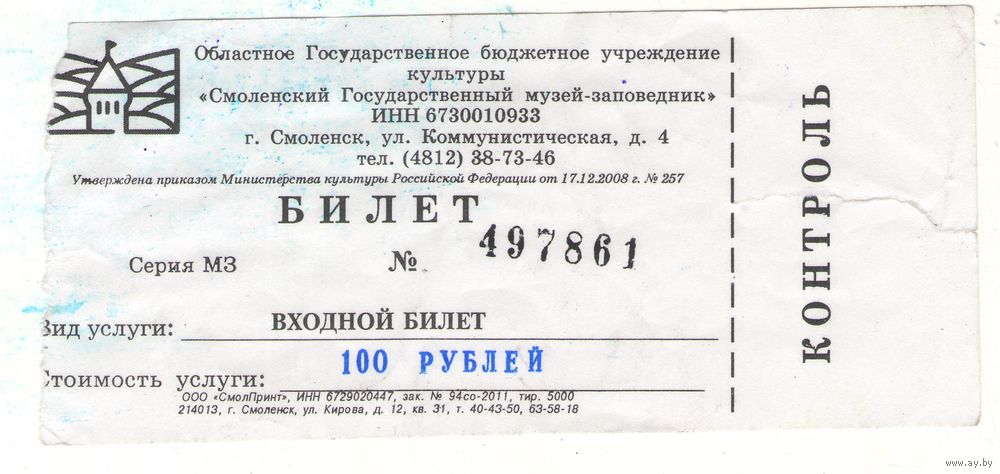 Областное Государственное бюджетное учреждение
культуры
«Смоленский Государственный музей-заповедник»
ИНН 6730010933
г. Смоленск, ул. Коммунистическая, д. 4
тел. (4812) 38-73-46
Утверждена приказом Министерства культуры Российской Федерации от 17.12.2008 г. № 257
БИЛЕТ
Серия МЗ № 497861
Вид услуги: ВХОДНОЙ БИЛЕТ
100 РУБЛЕЙ
Стоимость услуги:
ООО «СмолПринт», ИНН 6729020447, зак. № 94со-2011, тир. 5000
214013, г. Смоленск, ул. Кирова, д. 12, кв. 31, т. 40-43-50, 63-58-18
КОНТРОЛЬ
www.ay.by